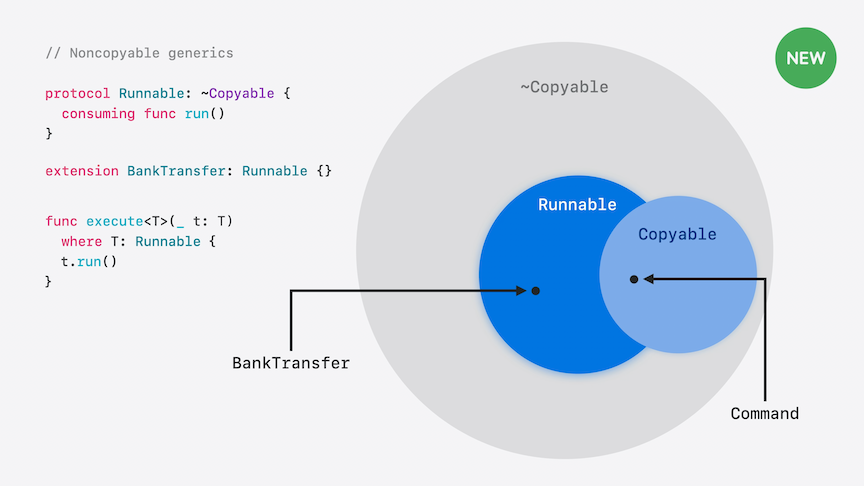 // Noncopyable generics
protocol Runnable: ~Copyable {
  consuming func run()
}
extension BankTransfer: Runnable {}
func execute<T>(_ t: T)
  where T: Runnable {
  t.run()
}
NEW
~Copyable
Runnable
Copyable
BankTransfer
Command